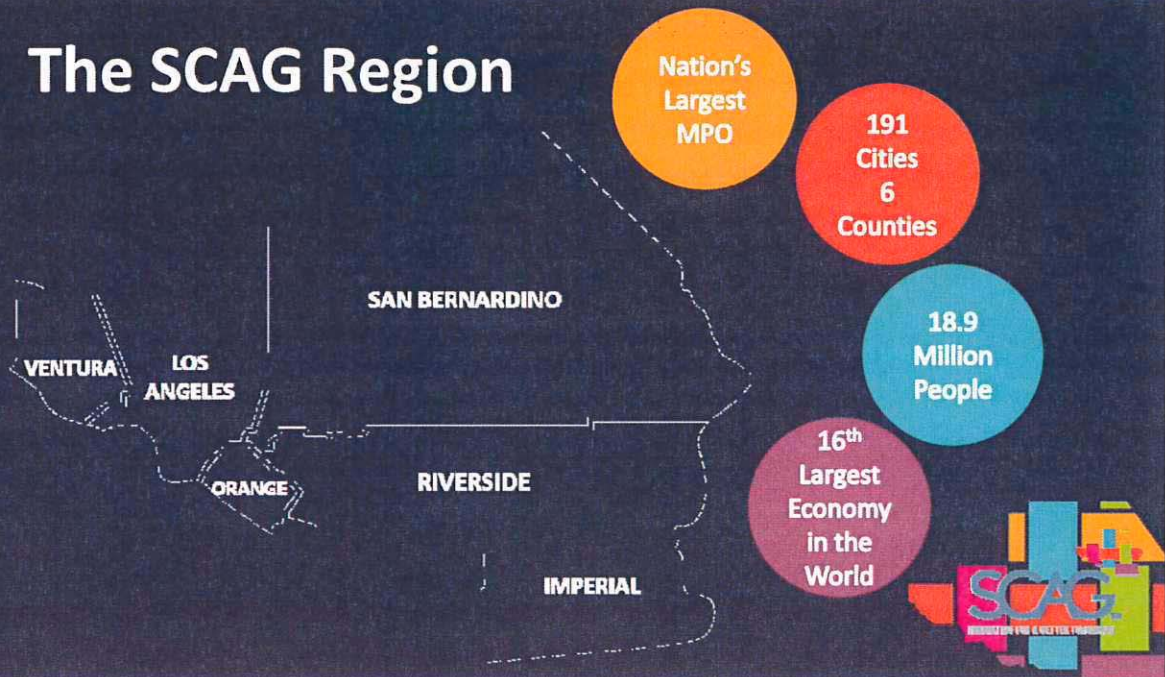 The SCAG Region
Nation's
Largest
MPO
191
Cities
6
Counties
SAN BERNARDINO
18.9
Million
People
VENTURA
LOS
ANGELES
16th
Largest
Economy
in the
World
RIVERSIDE
ORANGE
IMPERIAL
SCAG